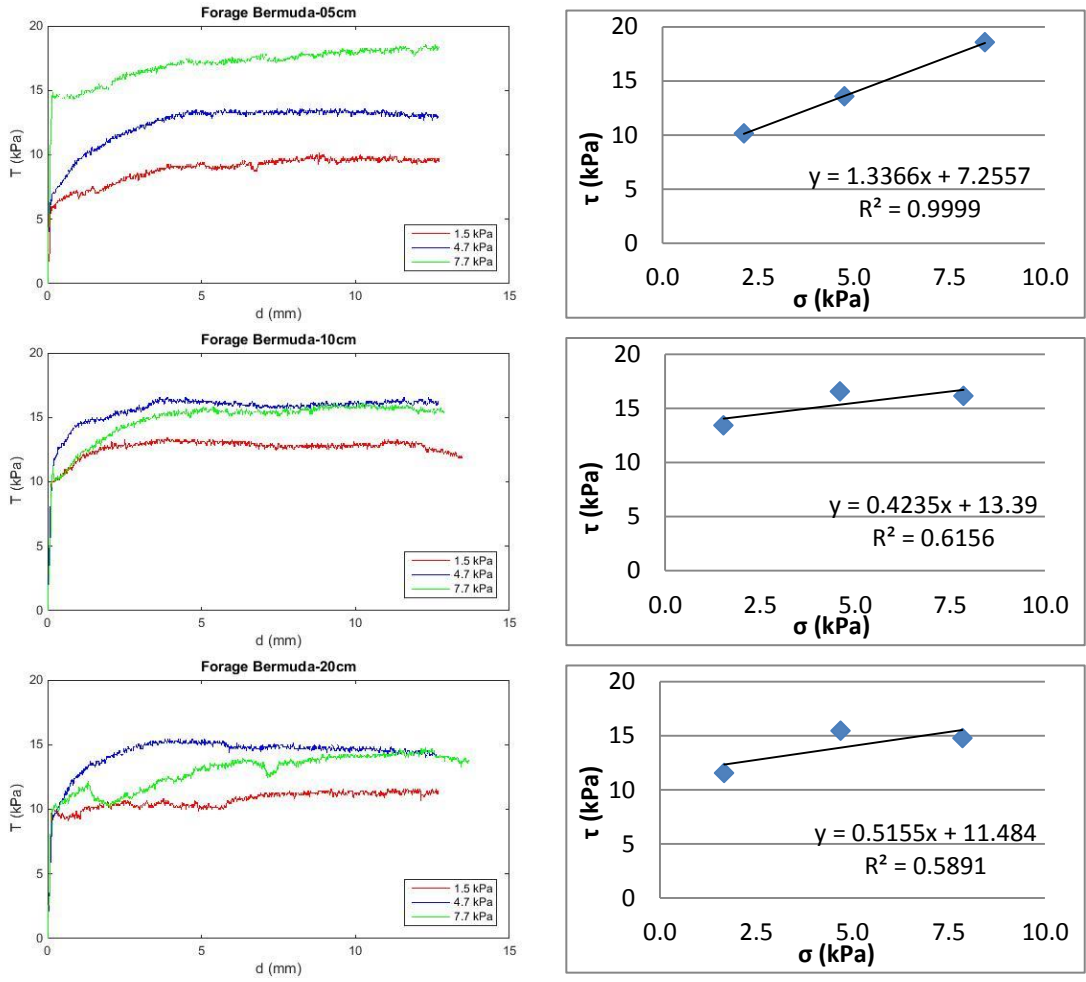 Forage Bermuda-05cm
20
15
10
5
0
T (kPa)
1.5 kPa
4.7 kPa
7.7 kPa
0 5 10 15
d (mm)
20
15
10
5
0
τ (kPa)
y = 1.3366x + 7.2557
R² = 0.9999
0.0 2.5 5.0 7.5 10.0
σ (kPa)
Forage Bermuda-10cm
20
15
10
5
0
T (kPa)
1.5 kPa
4.7 kPa
7.7 kPa
0 5 10 15
d (mm)
20
15
10
5
0
τ (kPa)
y = 0.4235x + 13.39
R² = 0.6156
0.0 2.5 5.0 7.5 10.0
σ (kPa)
Forage Bermuda-20cm
20
15
10
5
0
T (kPa)
1.5 kPa
4.7 kPa
7.7 kPa
0 5 10 15
d (mm)
20
15
10
5
0
τ (kPa)
y = 0.5155x + 11.484
R² = 0.5891
0.0 2.5 5.0 7.5 10.0
σ (kPa)